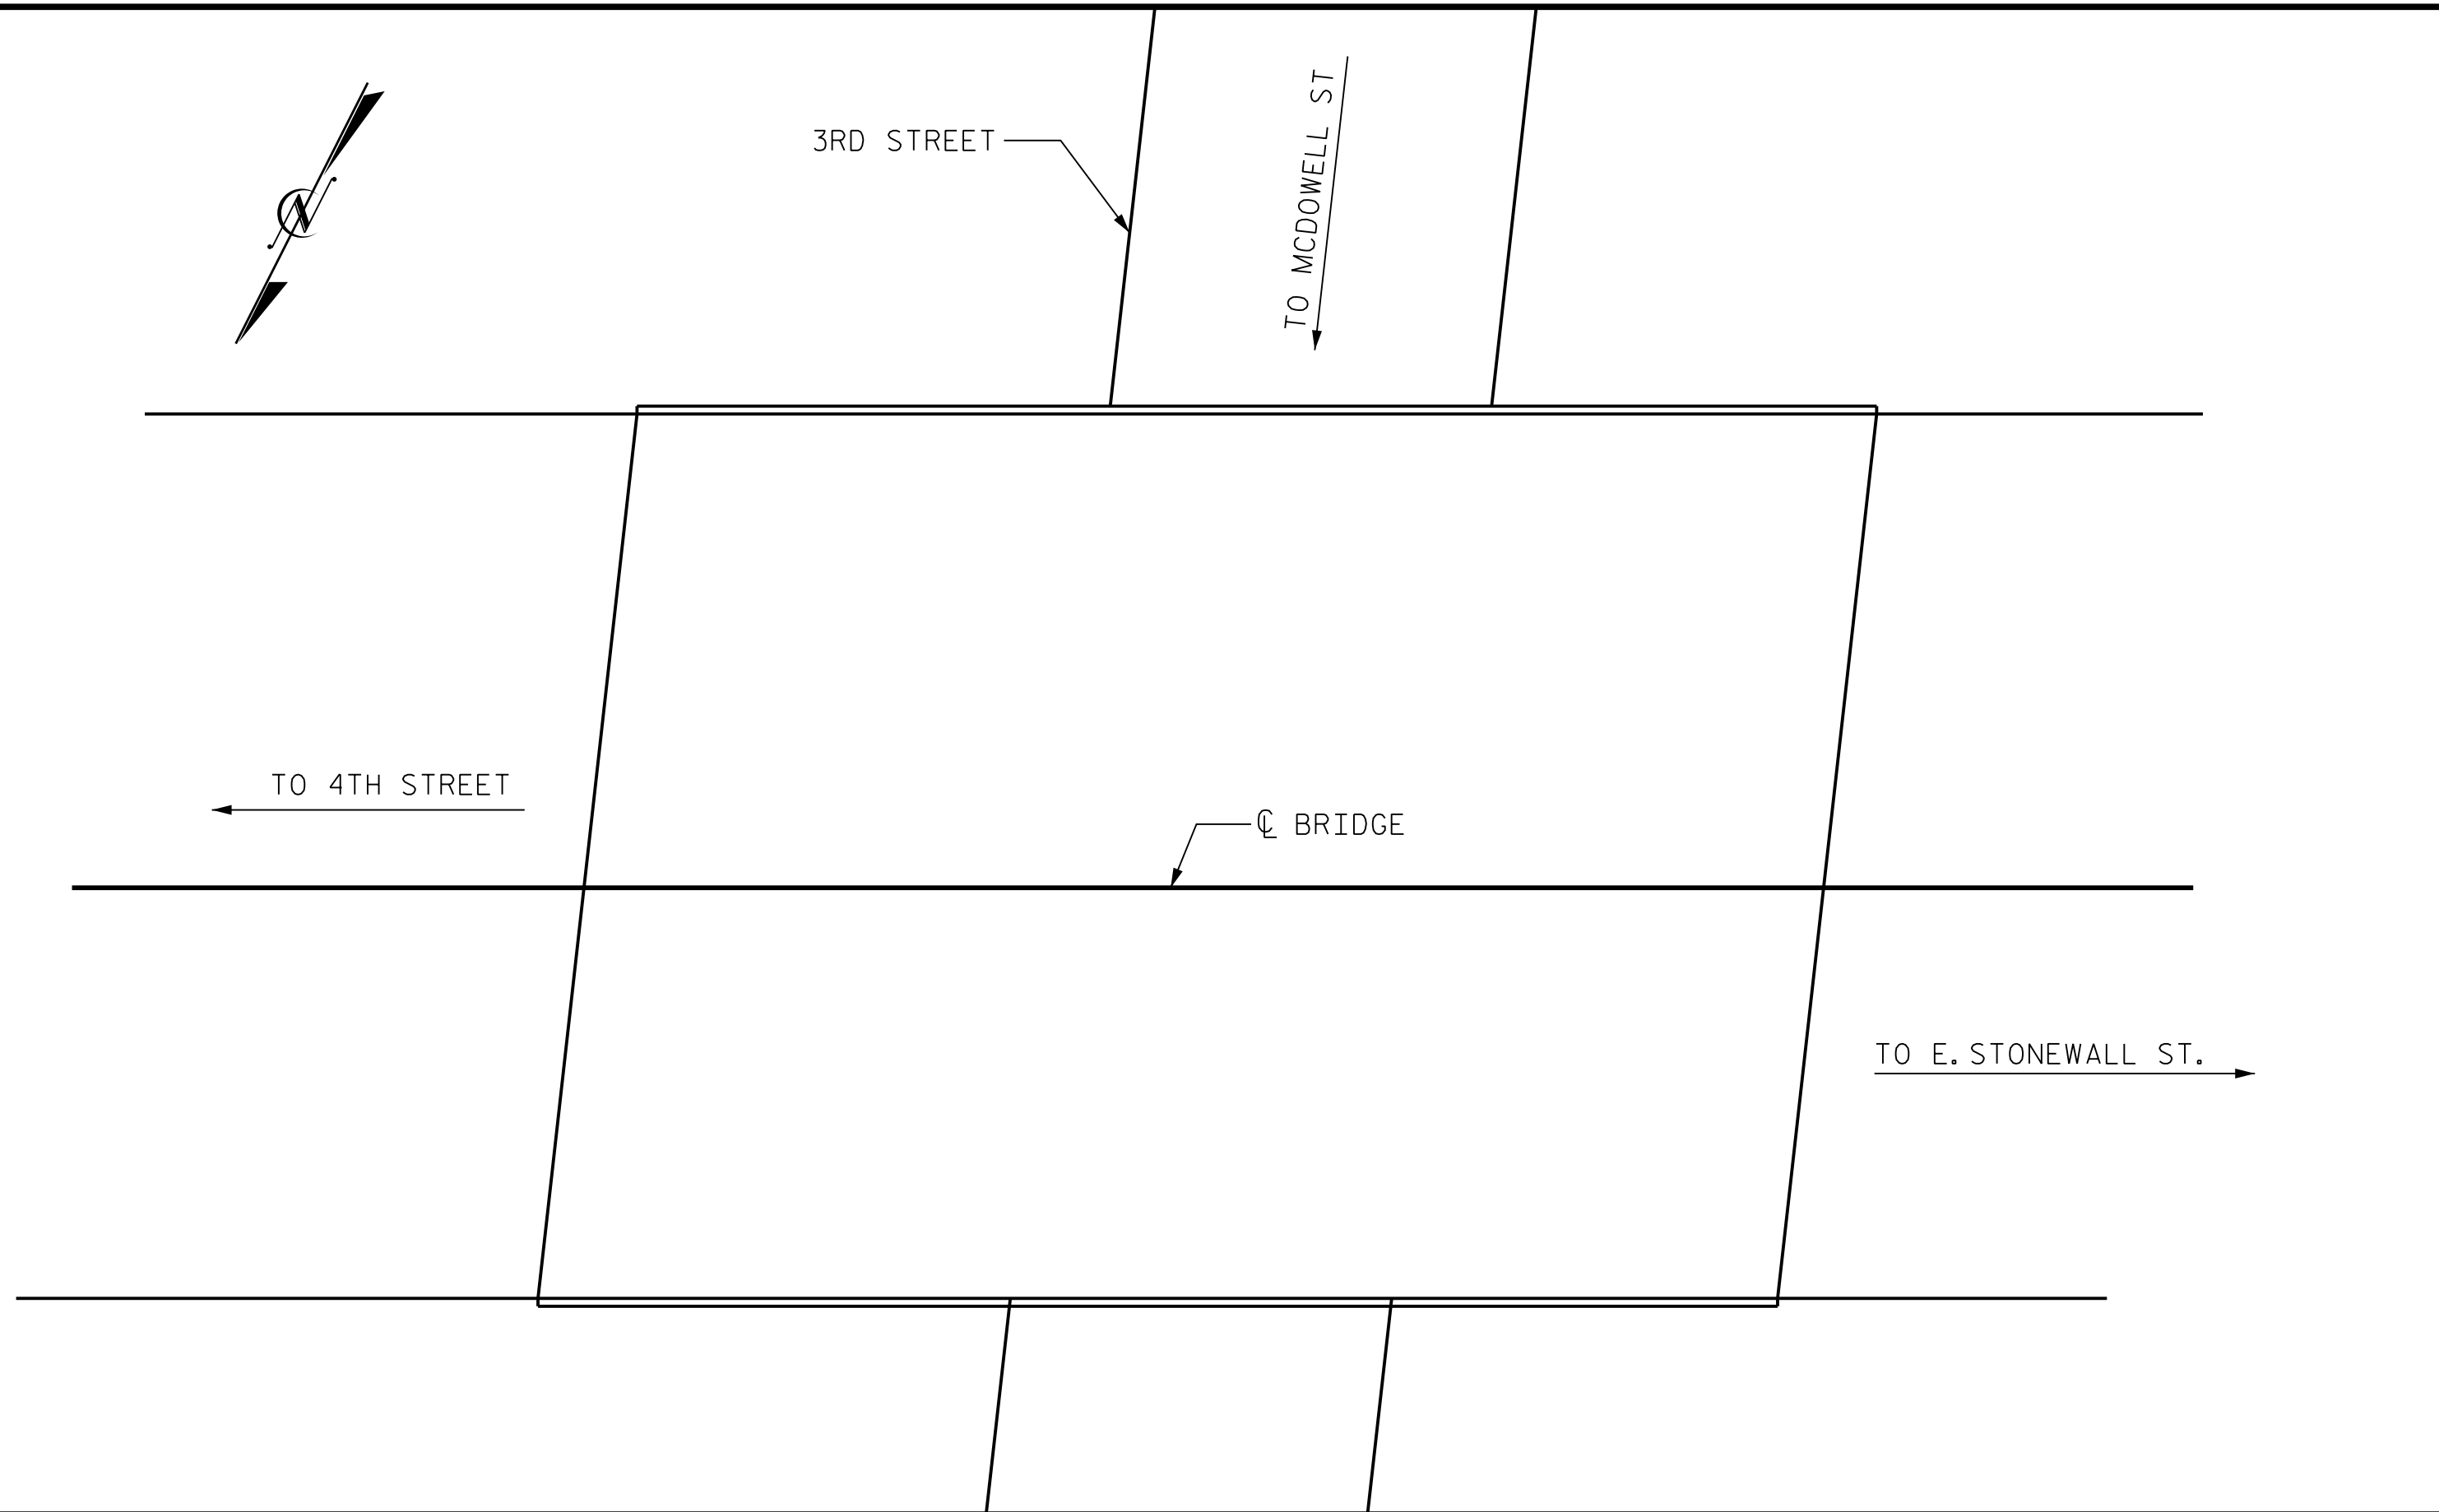 3RD STREET
TO MCDOWELL ST
N
TO 4TH STREET
℄ BRIDGE
TO E. STONEWALL ST.